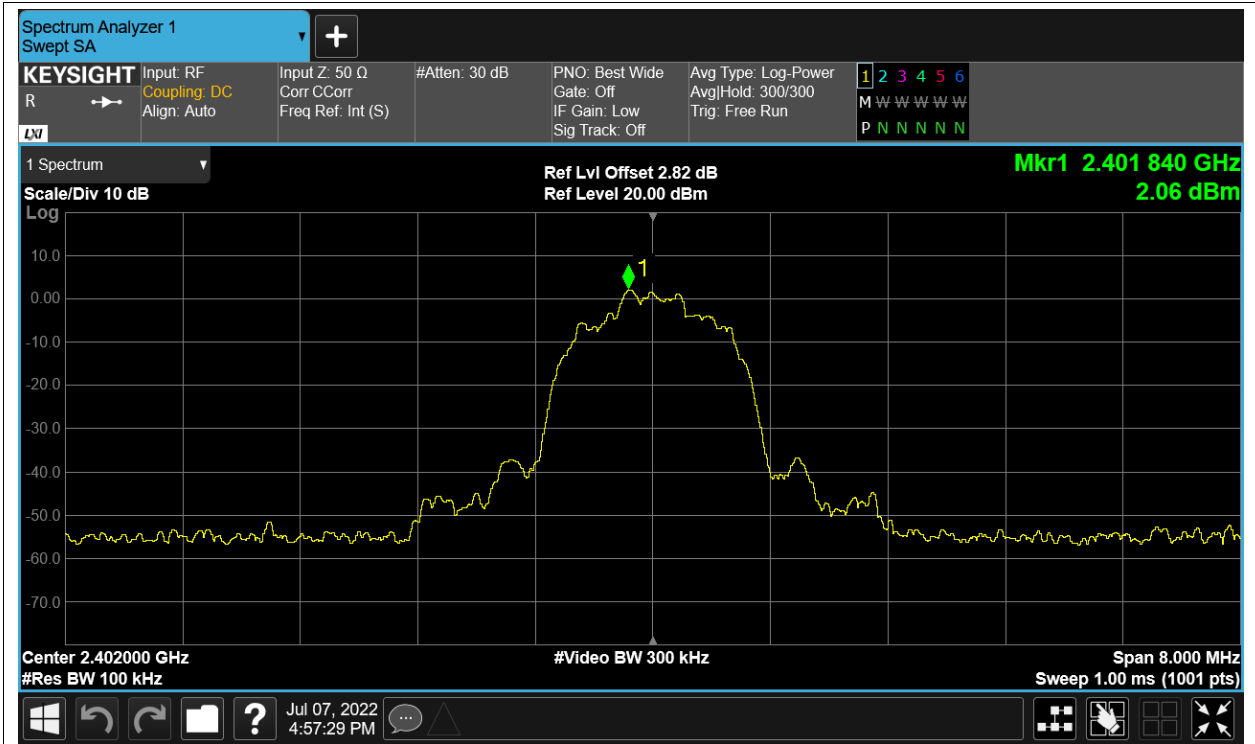 Spectrum Analyzer 1
Swept SA
KEYSIGHT
R
LXI
Input: RF
Coupling: DC
Align: Auto
Input Z: 50 Ω
Corr CCorr
Freq Ref: Int (S)
#Atten: 30 dB
PNO: Best Wide
Gate: Off
IF Gain: Low
Sig Track: Off
Avg Type: Log-Power
Avg|Hold: 300/300
Trig: Free Run
1 2 3 4 5 6
M W W W W W
P N N N N N
1 Spectrum
Scale/Div 10 dB
Log
Ref Lvl Offset 2.82 dB
Ref Level 20.00 dBm
Mkr1 2.401 840 GHz
2.06 dBm
1
10.0
0.00
-10.0
-20.0
-30.0
-40.0
-50.0
-60.0
-70.0
Center 2.402000 GHz
#Res BW 100 kHz
#Video BW 300 kHz
Span 8.000 MHz
Sweep 1.00 ms (1001 pts)
?
Jul 07, 2022
4:57:29 PM